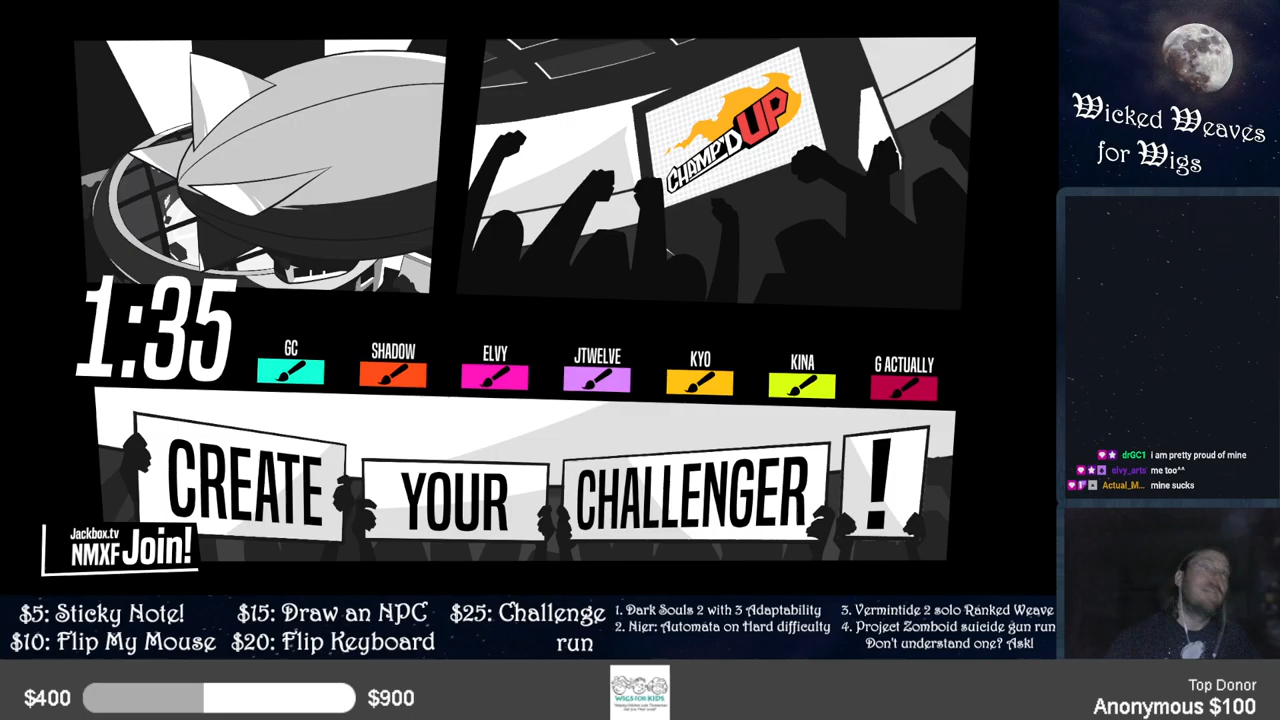 CHAMP'D UP
1:35
GC
SHADOW
ELVY
JTWELVE
KYO
KINA
G ACTUALLY
CREATE YOUR CHALLENGER !
Jackbox.tv
NMXF Join!
Wicked Weaves
for Wigs
drGC1 i am pretty proud of mine
elvy_arts me too^^
Actual_M... mine sucks
$5: Sticky Note!
$10: Flip My Mouse
$15: Draw an NPC
$20: Flip Keyboard
$25: Challenge
run
1. Dark Souls 2 with 3 Adaptability
2. Nier: Automata on Hard difficulty
3. Vermintide 2 solo Ranked Weave
4. Project Zomboid suicide gun run
Don't understand one? Ask!
$400
$900
WIGS FOR KIDS
Top Donor
Anonymous $100